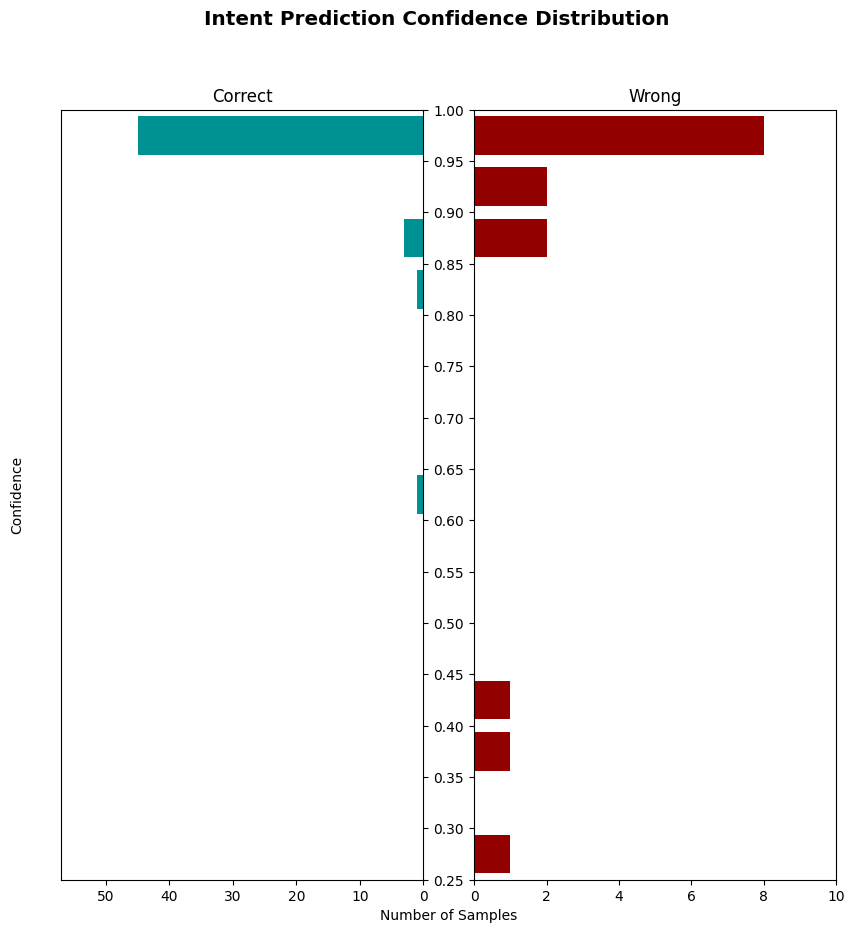 Intent Prediction Confidence Distribution
Correct
Wrong
1.00
0.95
0.90
0.85
0.80
0.75
0.70
0.65
0.60
0.55
0.50
0.45
0.40
0.35
0.30
0.25
Confidence
50 40 30 20 10 0
0 2 4 6 8 10
Number of Samples